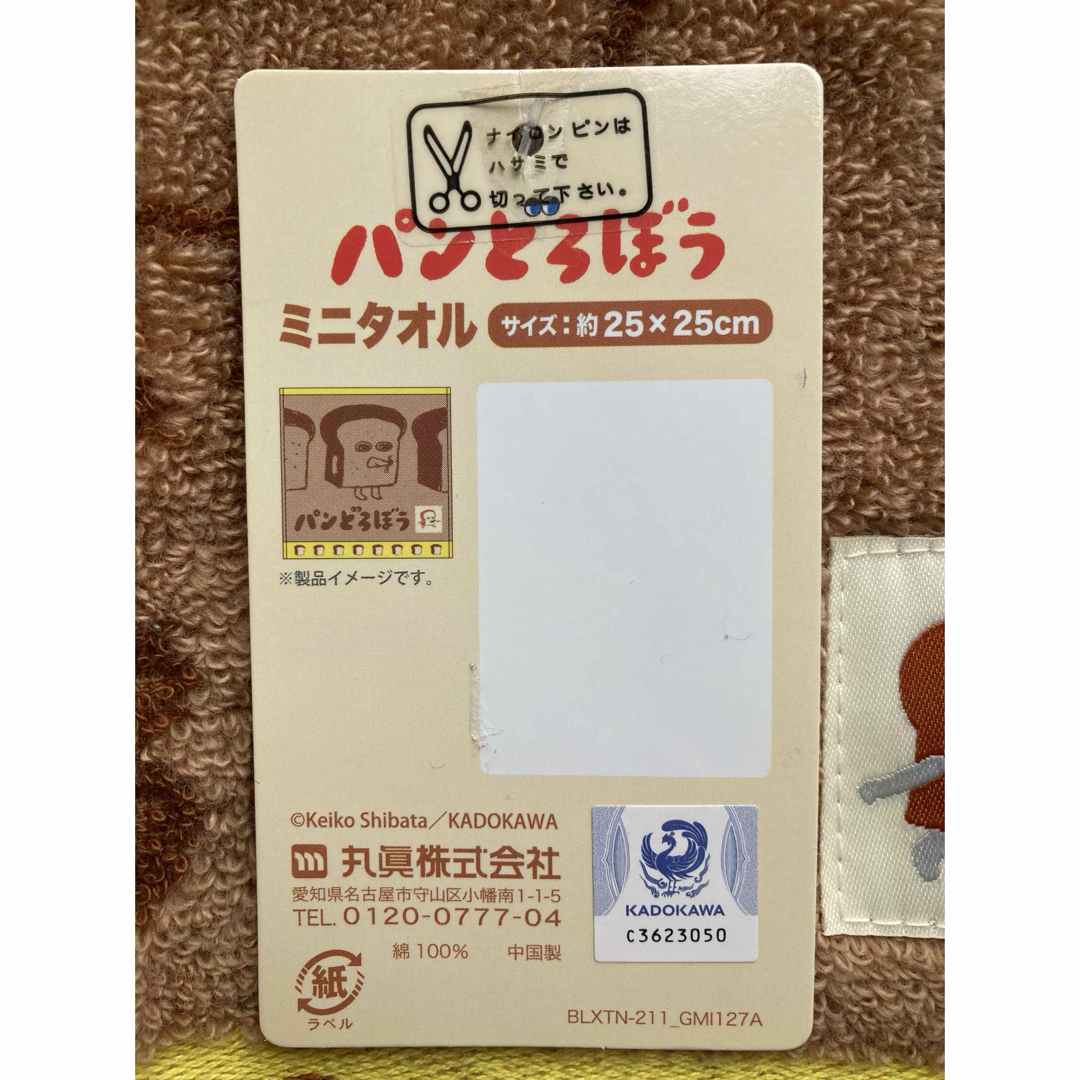 ナイロン ピンは
ハサミで
切って下さい。
パンどろぼう
ミニタオル サイズ：約25×25cm
パンどろぼう
※製品イメージです。
©Keiko Shibata／KADOKAWA
丸眞株式会社
愛知県名古屋市守山区小幡南1-1-5
TEL. 0120-0777-04
綿100% 中国製
KADOKAWA
C3623050
紙
ラベル
BLXTN-211_GMI127A